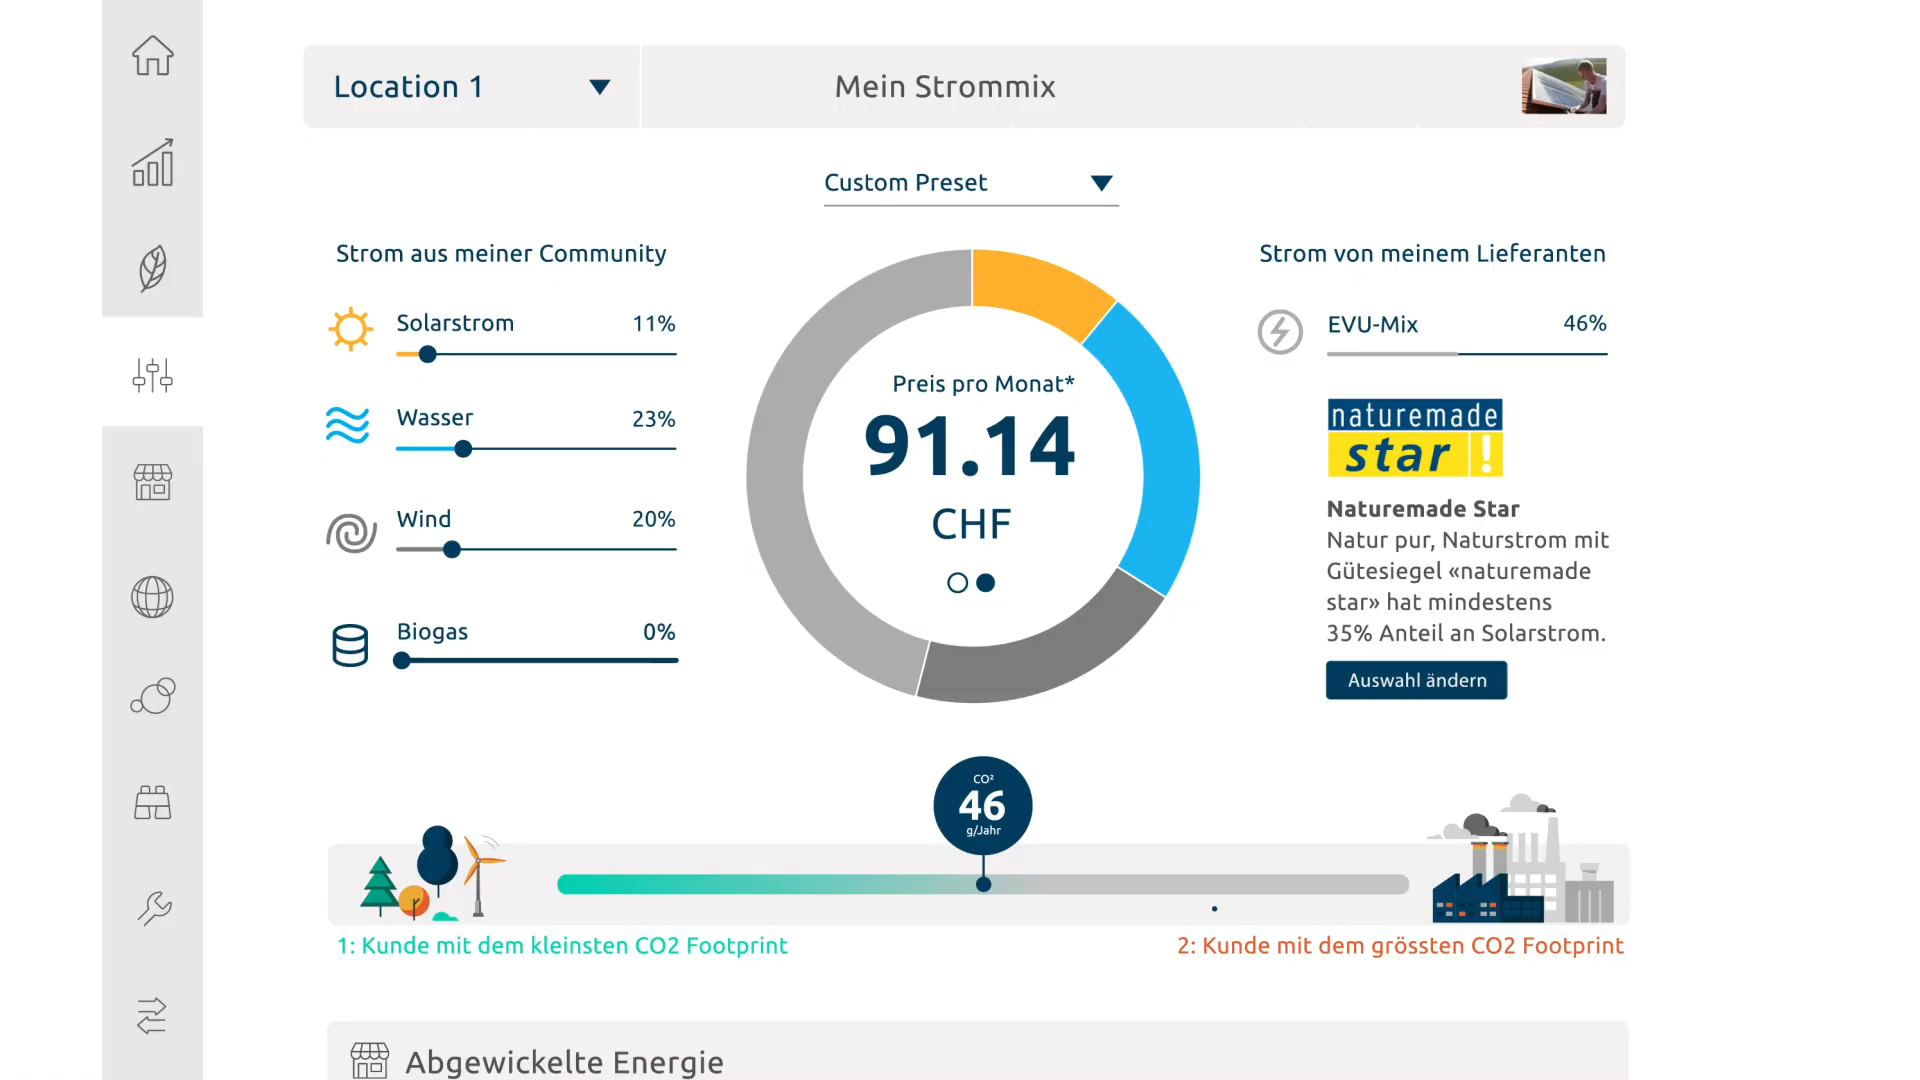 Location 1
Mein Strommix
Custom Preset
Strom aus meiner Community
Solarstrom 11%
Wasser 23%
Wind 20%
Biogas 0%
Preis pro Monat*
91.14
CHF
Strom von meinem Lieferanten
EVU-Mix 46%
naturemade
star!
Naturemade Star
Natur pur, Naturstrom mit
Gütesiegel «naturemade
star» hat mindestens
35% Anteil an Solarstrom.
Auswahl ändern
CO²
46
g/Jahr
1: Kunde mit dem kleinsten CO2 Footprint
2: Kunde mit dem grössten CO2 Footprint
Abgewickelte Energie